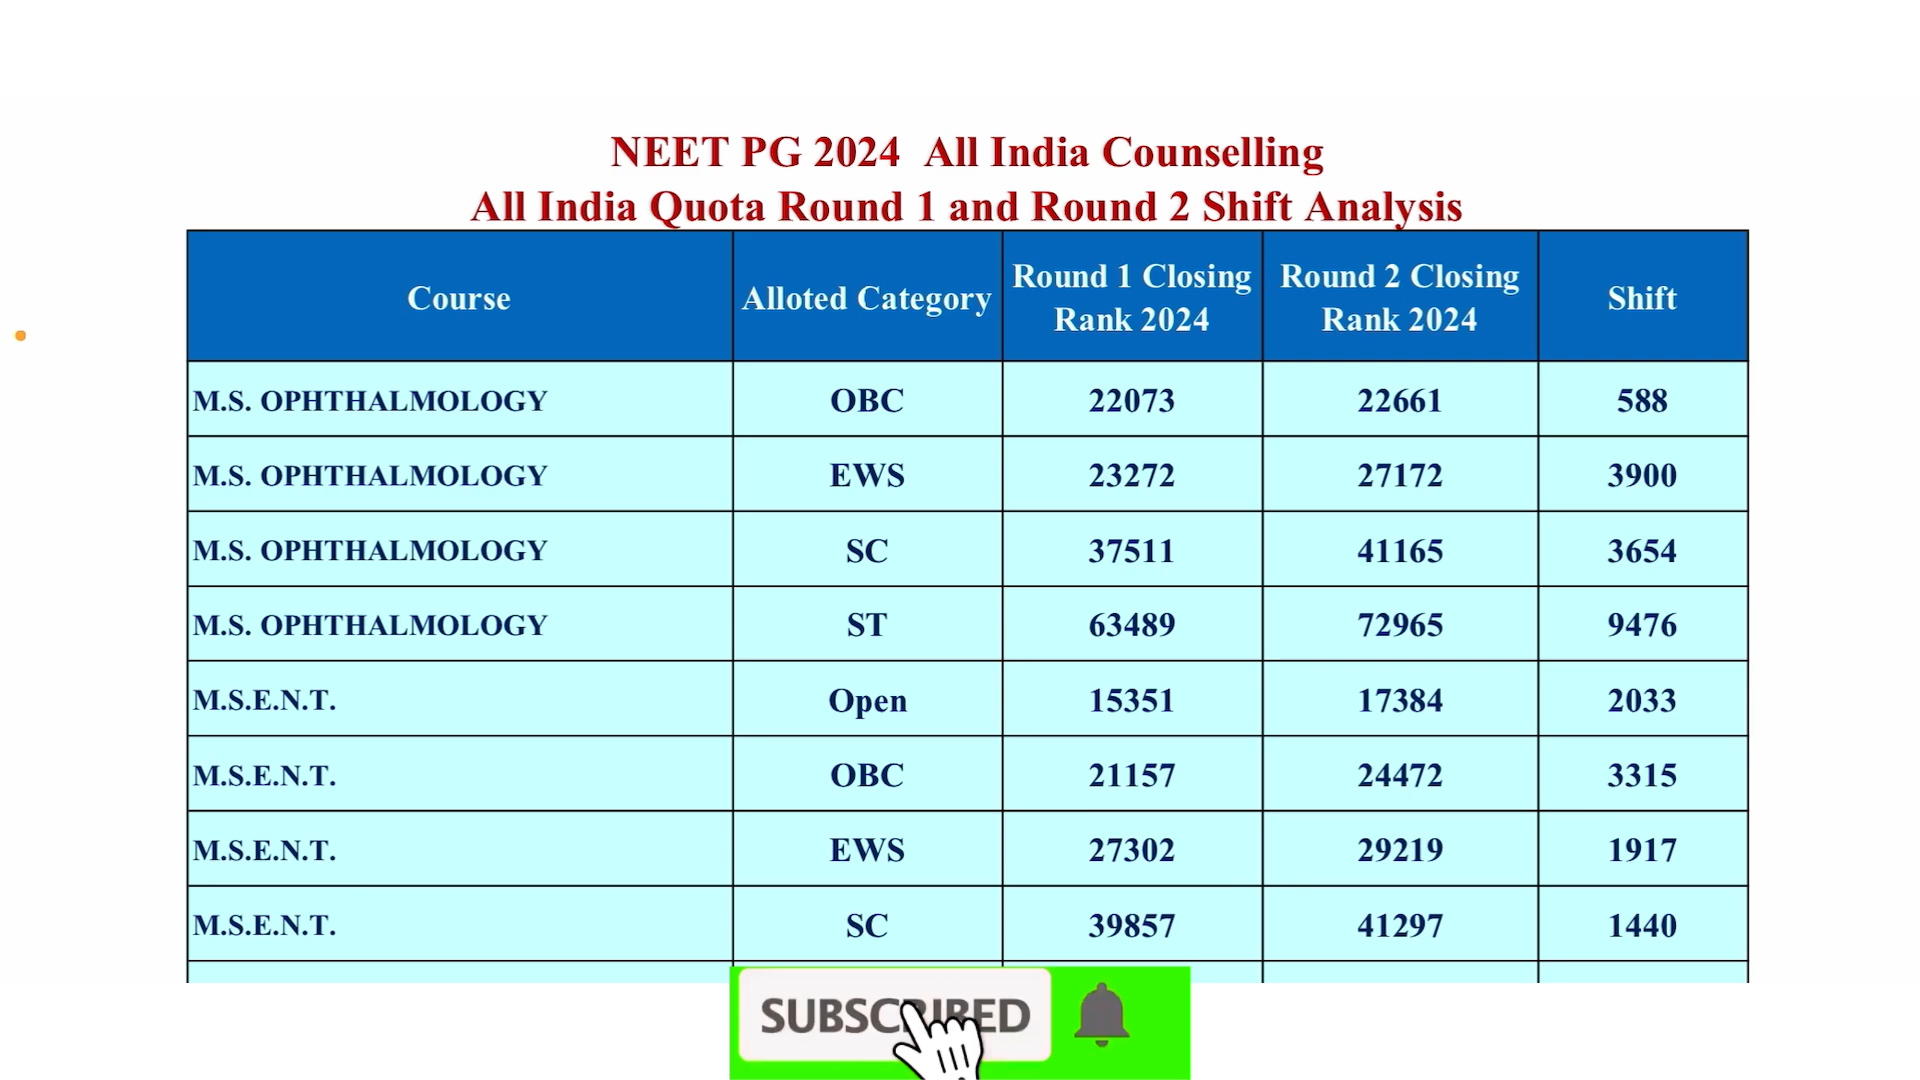 NEET PG 2024 All India Counselling
All India Quota Round 1 and Round 2 Shift Analysis
Course Alloted Category Round 1 Closing Rank 2024 Round 2 Closing Rank 2024 Shift
M.S. OPHTHALMOLOGY OBC 22073 22661 588
M.S. OPHTHALMOLOGY EWS 23272 27172 3900
M.S. OPHTHALMOLOGY SC 37511 41165 3654
M.S. OPHTHALMOLOGY ST 63489 72965 9476
M.S.E.N.T. Open 15351 17384 2033
M.S.E.N.T. OBC 21157 24472 3315
M.S.E.N.T. EWS 27302 29219 1917
M.S.E.N.T. SC 39857 41297 1440
SUBSCRIBED